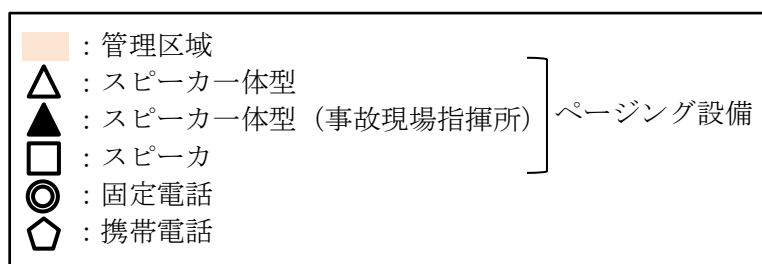 ：管理区域
：スピーカ一体型
：スピーカ一体型（事故現場指揮所）
ページング設備
：スピーカ
：固定電話
：携帯電話